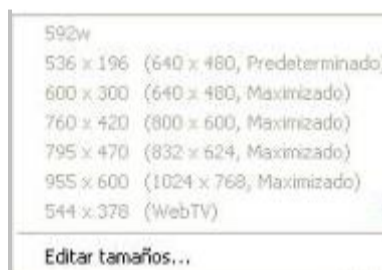 592w
536 x 196 (640 x 480, Predeterminado)
600 x 300 (640 x 480, Maximizado)
760 x 420 (800 x 600, Maximizado)
795 x 470 (832 x 624, Maximizado)
955 x 600 (1024 x 768, Maximizado)
544 x 378 (WebTV)
Editar tamaños...